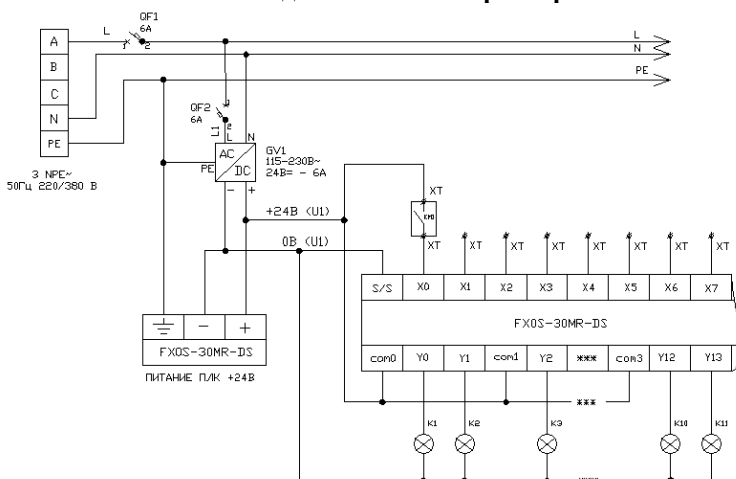 QF1
6A
L
1
2
A
B
C
N
PE
3 NPE~
50Гц 220/380 В
L
N
PE
QF2
6A
L1
1
2
L
N
AC
DC
PE
GV1
115-230В~
24В= - 6А
-
+
+24В (U1)
0В (U1)
XT
КМ0
XT
XT
XT
XT
XT
XT
XT
XT
S/S
X0
X1
X2
X3
X4
X5
X6
X7
FX0S-30MR-DS
com0
Y0
Y1
com1
Y2
***
com3
Y12
Y13
-
+
FX0S-30MR-DS
ПИТАНИЕ ПЛК +24В
***
K1
K2
K3
K10
K11